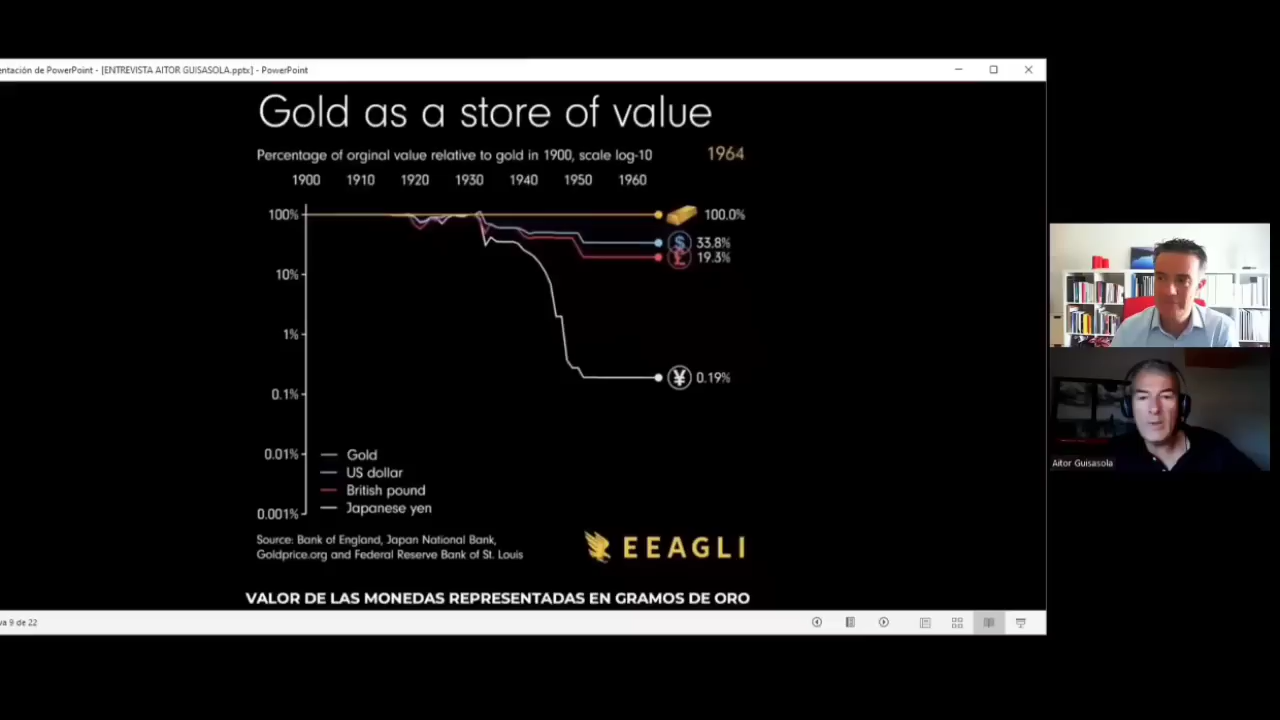 entación de PowerPoint - [ENTREVISTA AITOR GUISASOLA.pptx] - PowerPoint
Gold as a store of value
Percentage of orginal value relative to gold in 1900, scale log-10
1964
1900 1910 1920 1930 1940 1950 1960
100%
10%
1%
0.1%
0.01%
0.001%
100.0%
$ 33.8%
£ 19.3%
¥ 0.19%
Gold
US dollar
British pound
Japanese yen
Source: Bank of England, Japan National Bank,
Goldprice.org and Federal Reserve Bank of St. Louis
EEAGLI
VALOR DE LAS MONEDAS REPRESENTADAS EN GRAMOS DE ORO
va 9 de 22
Aitor Guisasola